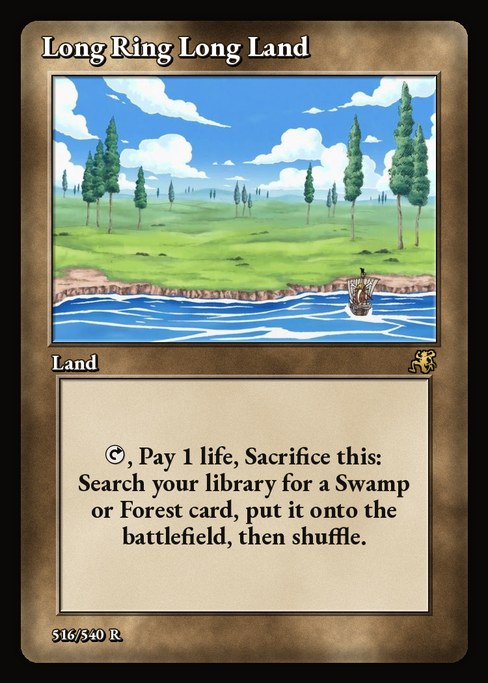 Long Ring Long Land
Land
, Pay 1 life, Sacrifice this:
Search your library for a Swamp
or Forest card, put it onto the
battlefield, then shuffle.
516/540 R